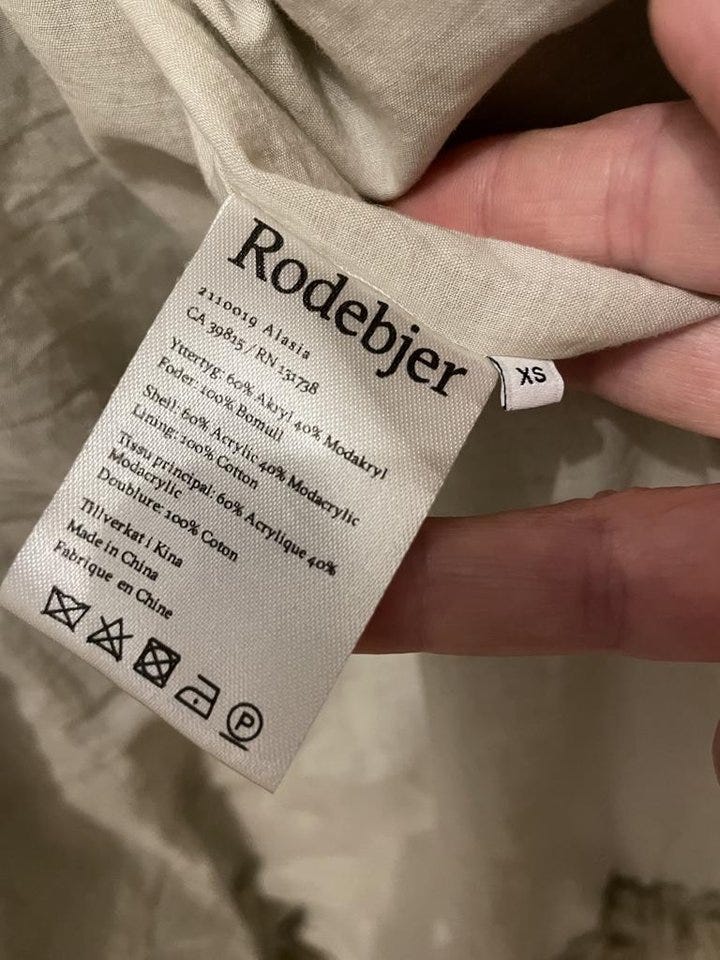 Rodebjer
2110019 Alasia
CA 39815 / RN 131738
Yttertyg: 60% Akryl 40% Modakryl
Foder: 100% Bomull
Shell: 60% Acrylic 40% Modacrylic
Lining: 100% Cotton
Tissu principal: 60% Acrylique 40%
Modacrylic
Doublure: 100% Coton
Tillverkat i Kina
Made in China
Fabrique en Chine
P
XS